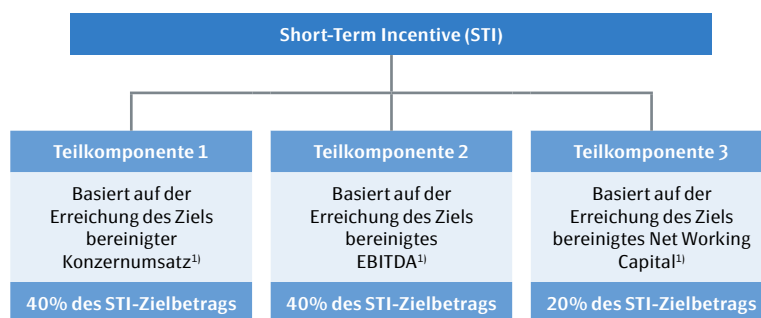 Short-Term Incentive (STI)
Teilkomponente 1
Basiert auf der
Erreichung des Ziels
bereinigter
Konzernumsatz1)
40% des STI-Zielbetrags
Teilkomponente 2
Basiert auf der
Erreichung des Ziels
bereinigtes
EBITDA1)
40% des STI-Zielbetrags
Teilkomponente 3
Basiert auf der
Erreichung des Ziels
bereinigtes Net Working
Capital1)
20% des STI-Zielbetrags